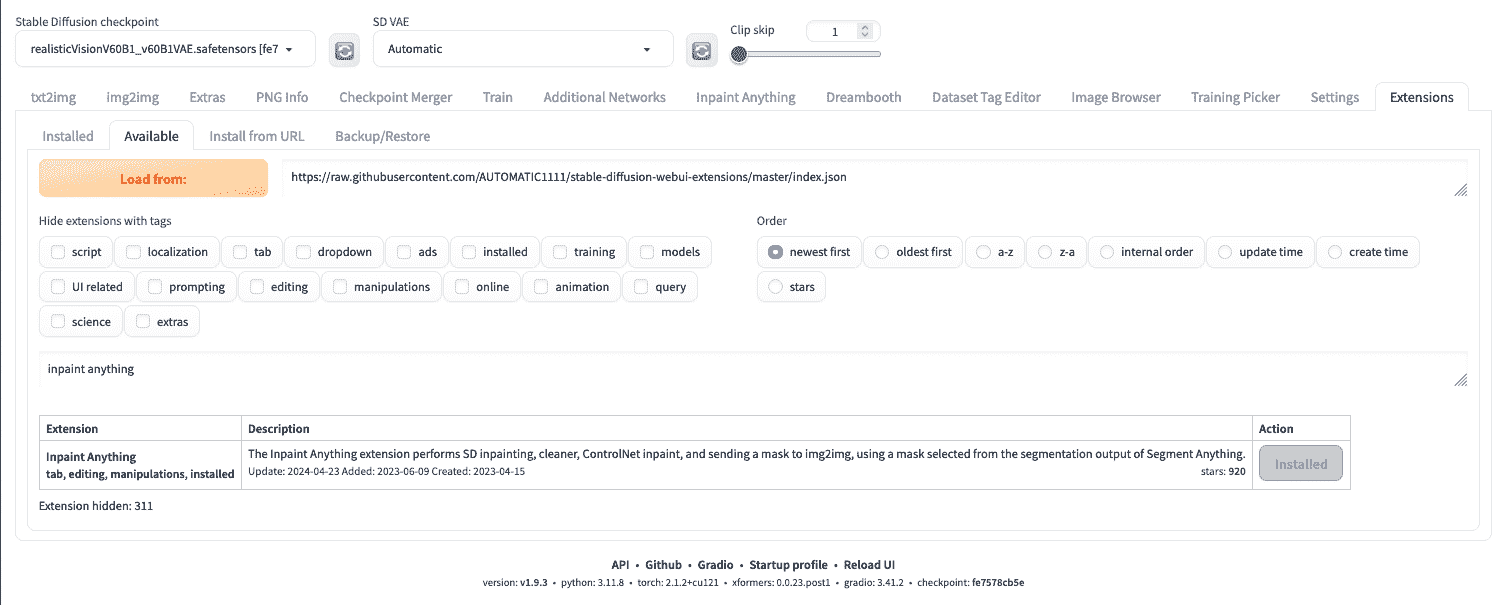 Stable Diffusion checkpoint
SD VAE
Clip skip
1
realisticVisionV60B1_v60B1VAE.safetensors [fe7
Automatic
txt2img img2img Extras PNG Info Checkpoint Merger Train Additional Networks Inpaint Anything Dreambooth Dataset Tag Editor Image Browser Training Picker Settings Extensions
Installed Available Install from URL Backup/Restore
Load from:
https://raw.githubusercontent.com/AUTOMATIC1111/stable-diffusion-webui-extensions/master/index.json
Hide extensions with tags
script localization tab dropdown ads installed training models
UI related prompting editing manipulations online animation query
science extras
Order
newest first oldest first a-z z-a internal order update time create time
stars
inpaint anything
Extension Description Action
Inpaint Anything
tab, editing, manipulations, installed
The Inpaint Anything extension performs SD inpainting, cleaner, ControlNet inpaint, and sending a mask to img2img, using a mask selected from the segmentation output of Segment Anything.
Update: 2024-04-23 Added: 2023-06-09 Created: 2023-04-15 stars: 920
Installed
Extension hidden: 311
API • Github • Gradio • Startup profile • Reload UI
version: v1.9.3 • python: 3.11.8 • torch: 2.1.2+cu121 • xformers: 0.0.23.post1 • gradio: 3.41.2 • checkpoint: fe7578cb5e